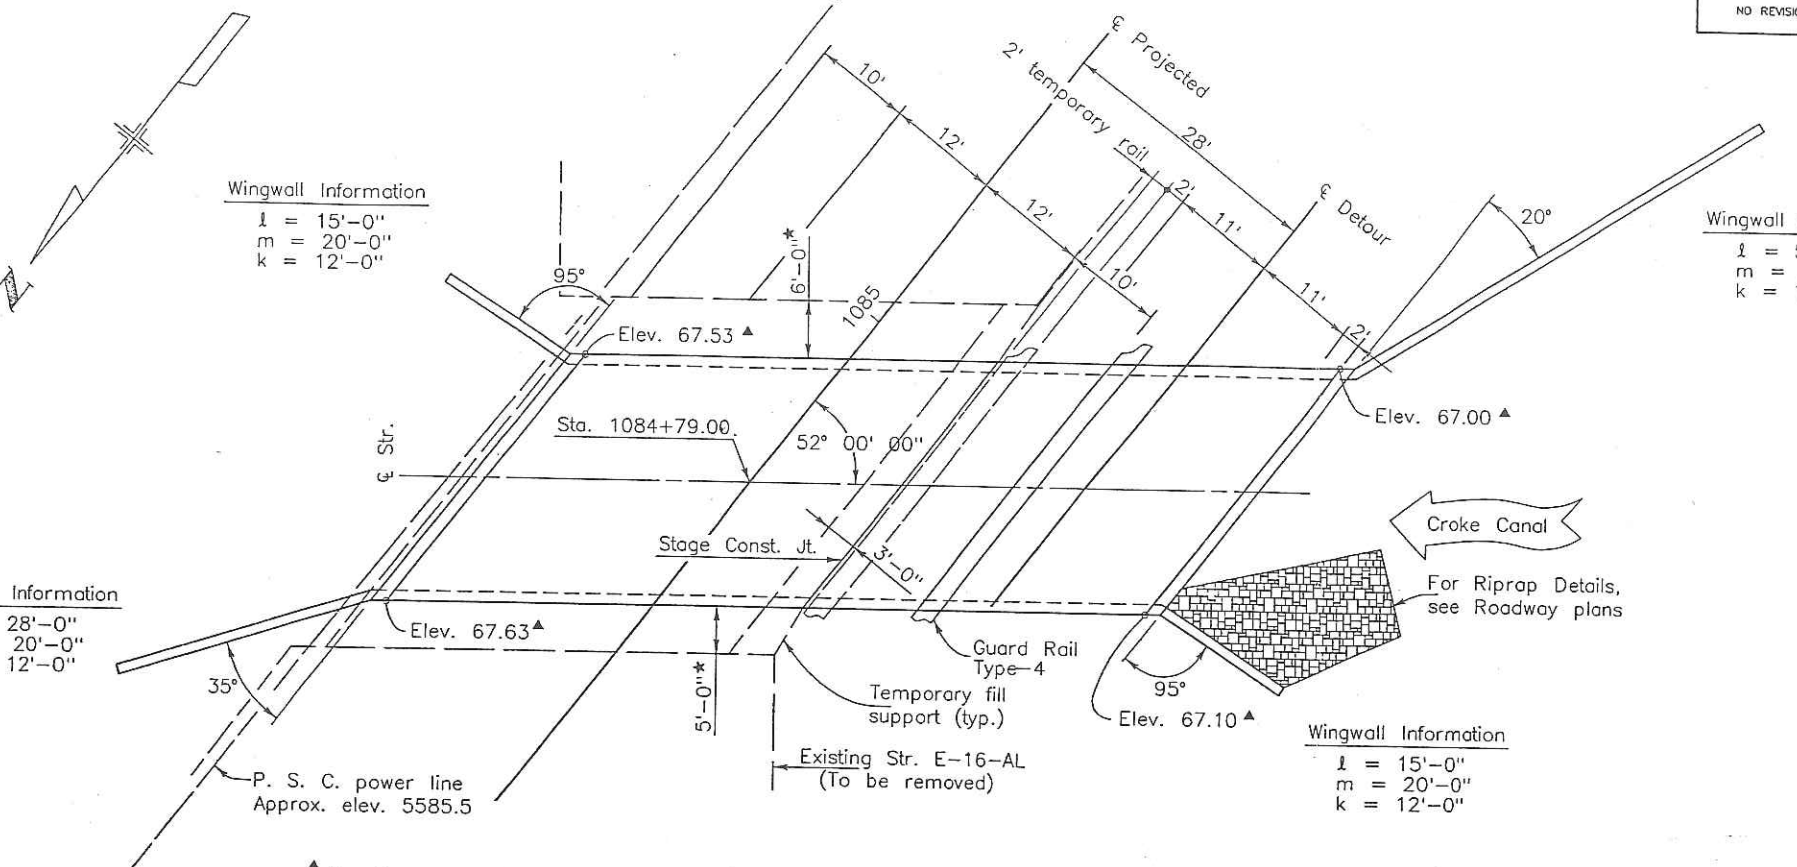 NO REVISIO
℄ Projected
2' temporary rail
10'
12'
12'
10'
28'
2'
11'
11'
2'
℄ Detour
20°
Wingwall Information
l = 15'-0"
m = 20'-0"
k = 12'-0"
Wingwall
l =
m =
k =
N
95°
6'-0"*
1085
Elev. 67.53 ▲
Elev. 67.00 ▲
Sta. 1084+79.00
52° 00' 00"
℄ Str.
Croke Canal
Stage Const. Jt.
3'-0"
For Riprap Details,
see Roadway plans
Information
28'-0"
20'-0"
12'-0"
Elev. 67.63 ▲
35°
5'-0"*
Guard Rail
Type-4
Temporary fill
support (typ.)
95°
Elev. 67.10 ▲
Existing Str. E-16-AL
(To be removed)
P. S. C. power line
Approx. elev. 5585.5
Wingwall Information
l = 15'-0"
m = 20'-0"
k = 12'-0"